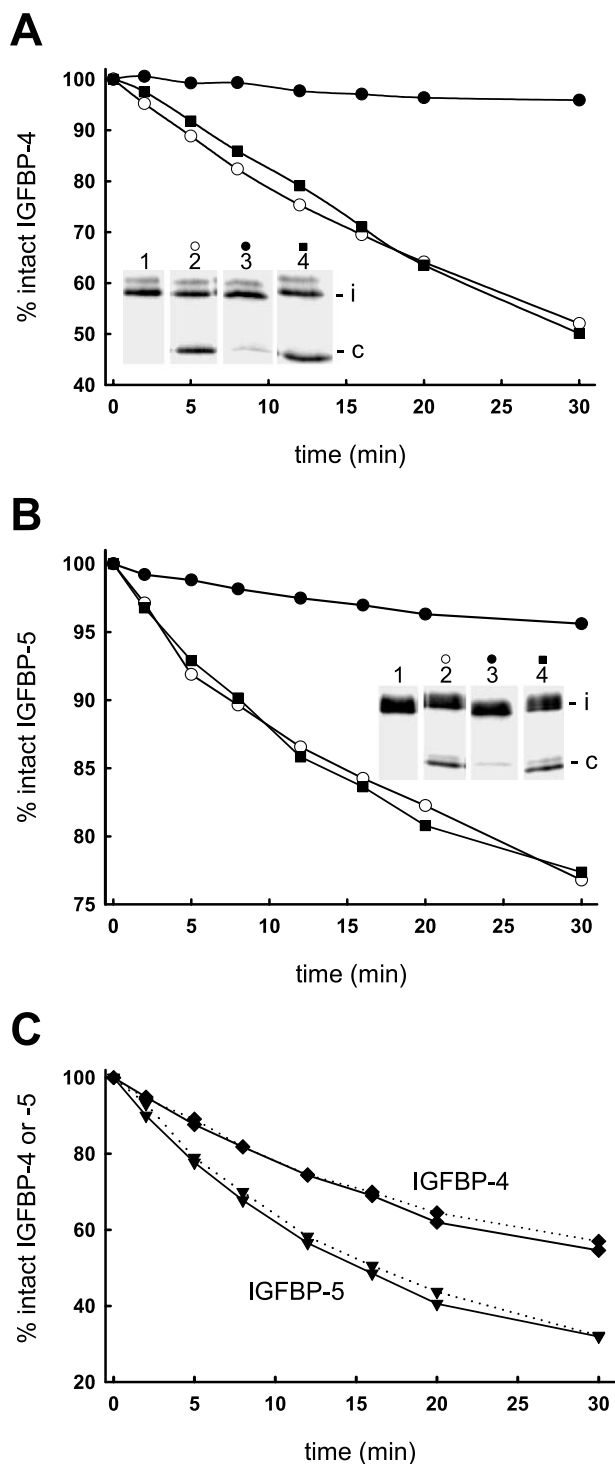 A
% intact IGFBP-4
100
90
80
70
60
50
40
1 2 3 4
- i
- c
0 5 10 15 20 25 30
time (min)
B
% intact IGFBP-5
100
95
90
85
80
75
1 2 3 4
- i
- c
0 5 10 15 20 25 30
time (min)
C
% intact IGFBP-4 or -5
100
80
60
40
20
IGFBP-4
IGFBP-5
0 5 10 15 20 25 30
time (min)